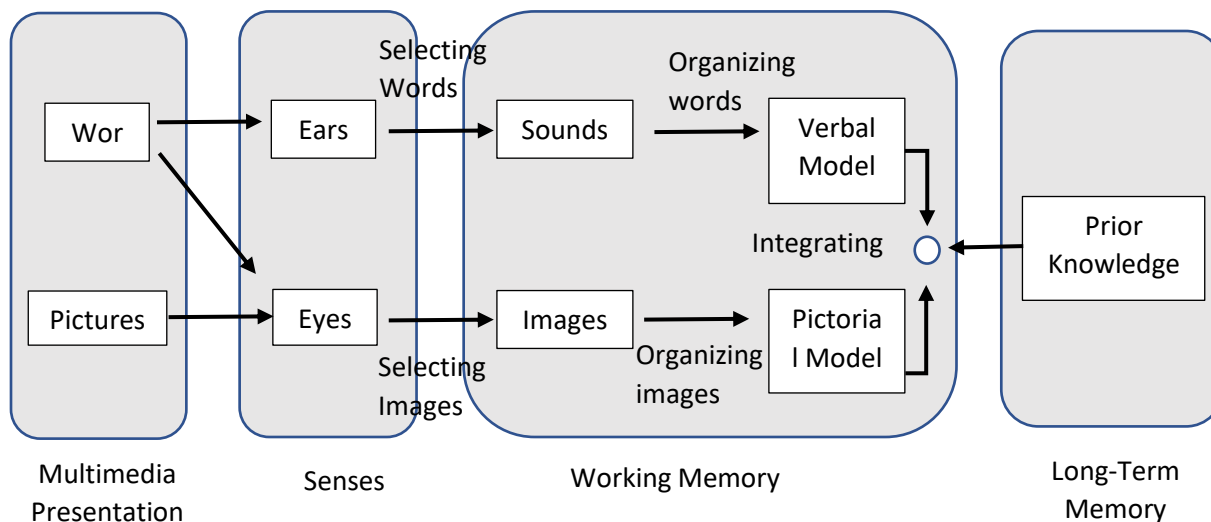 Selecting
Words
Organizing
words
Wor
Ears
Sounds
Verbal
Model
Integrating
Prior
Knowledge
Pictures
Eyes
Images
Pictoria
l Model
Selecting
Images
Organizing
images
Multimedia
Presentation
Senses
Working Memory
Long-Term
Memory